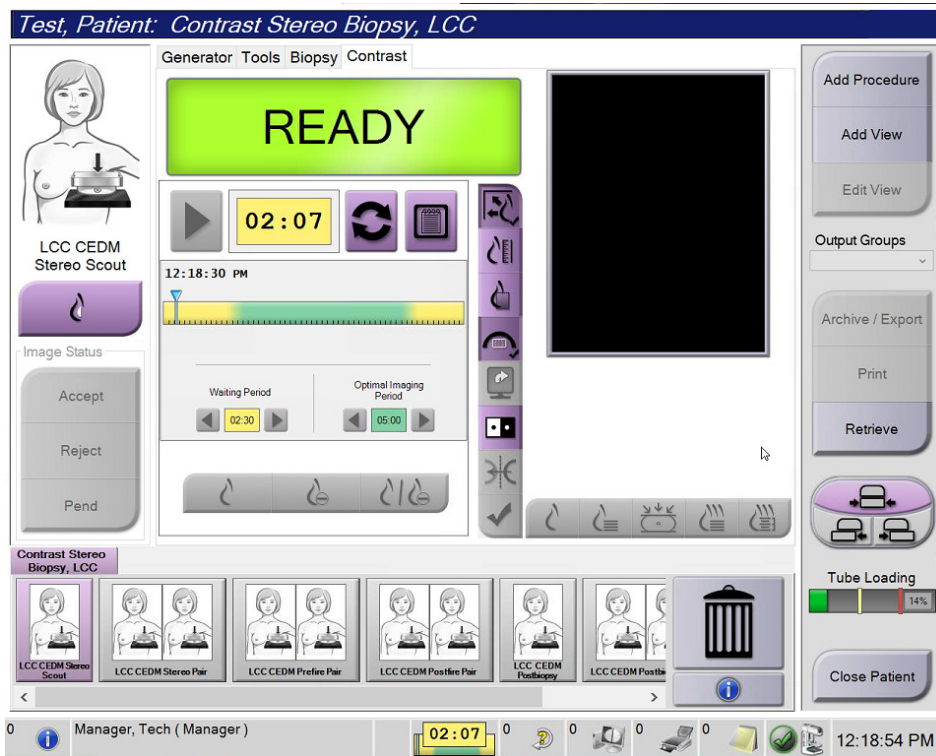 Test, Patient: Contrast Stereo Biopsy, LCC
Generator Tools Biopsy Contrast
READY
LCC CEDM
Stereo Scout
02:07
12:18:30 PM
Waiting Period
Optimal Imaging
Period
02:30
05:00
Image Status
Accept
Reject
Pend
Add Procedure
Add View
Edit View
Output Groups
Archive / Export
Print
Retrieve
Tube Loading
14%
Close Patient
Contrast Stereo
Biopsy, LCC
LCC CEDM Stereo
Scout
LCC CEDM Stereo Pair
LCC CEDM Prefire Pair
LCC CEDM Postfire Pair
LCC CEDM
Postbiopsy
LCC CEDM Postbi
0
Manager, Tech ( Manager )
02:07
0
0
0
0
12:18:54 PM